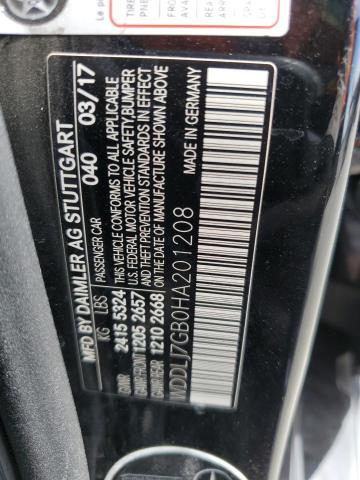 MFD BY DAIMLER AG STUTTGART
PASSENGER CAR 040 03/17
KG LBS THIS VEHICLE CONFORMS TO ALL APPLICABLE
GVWR 2415 5324 U.S. FEDERAL MOTOR VEHICLE SAFETY, BUMPER
GAWR FRONT 1205 2657 AND THEFT PREVENTION STANDARDS IN EFFECT
GAWR REAR 1210 2668 ON THE DATE OF MANUFACTURE SHOWN ABOVE
WDDLJ7GB0HA201208
MADE IN GERMANY